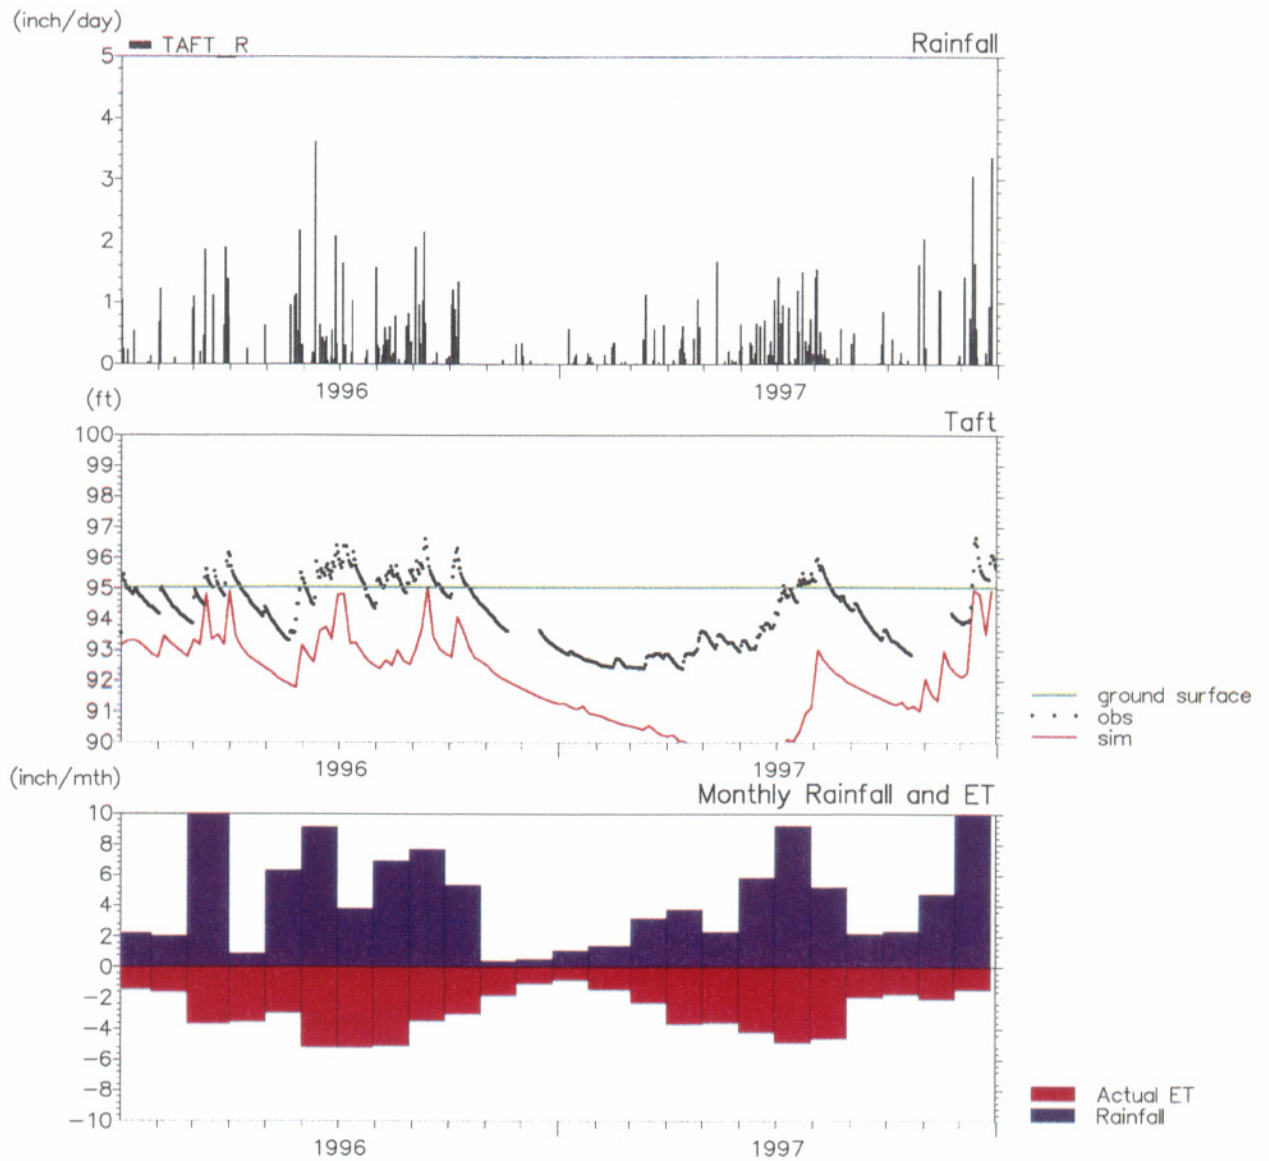 (inch/day)
TAFT_R
Rainfall
5
4
3
2
1
0
1996
1997
(ft)
Taft
100
99
98
97
96
95
94
93
92
91
90
ground surface
obs
sim
1996
1997
(inch/mth)
Monthly Rainfall and ET
10
8
6
4
2
0
-2
-4
-6
-8
-10
Actual ET
Rainfall
1996
1997